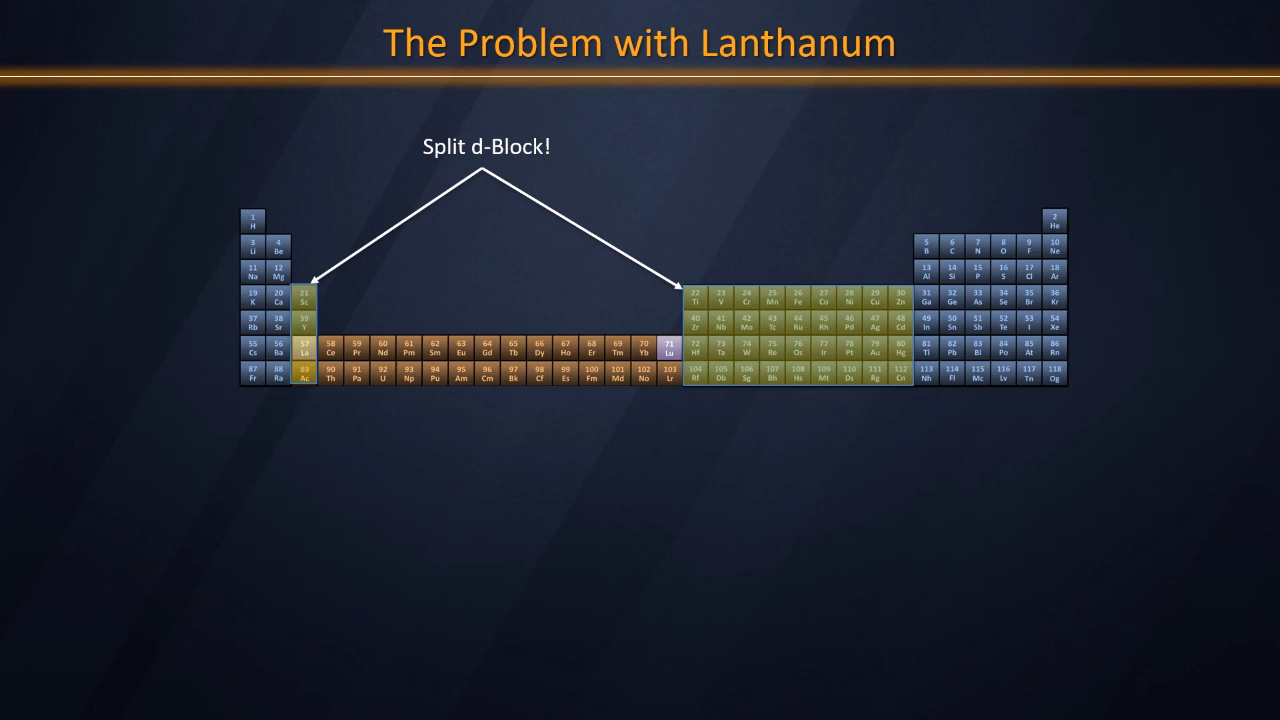 The Problem with Lanthanum
Split d-Block!
1 2
H He
3 4 5 6 7 8 9 10
Li Be B C N O F Ne
11 12 13 14 15 16 17 18
Na Mg Al Si P S Cl Ar
19 20 21 22 23 24 25 26 27 28 29 30 31 32 33 34 35 36
K Ca Sc Ti V Cr Mn Fe Co Ni Cu Zn Ga Ge As Se Br Kr
37 38 39 40 41 42 43 44 45 46 47 48 49 50 51 52 53 54
Rb Sr Y Zr Nb Mo Tc Ru Rh Pd Ag Cd In Sn Sb Te I Xe
55 56 57 58 59 60 61 62 63 64 65 66 67 68 69 70 71 72 73 74 75 76 77 78 79 80 81 82 83 84 85 86
Cs Ba La Ce Pr Nd Pm Sm Eu Gd Tb Dy Ho Er Tm Yb Lu Hf Ta W Re Os Ir Pt Au Hg Tl Pb Bi Po At Rn
87 88 89 90 91 92 93 94 95 96 97 98 99 100 101 102 103 104 105 106 107 108 109 110 111 112 113 114 115 116 117 118
Fr Ra Ac Th Pa U Np Pu Am Cm Bk Cf Es Fm Md No Lr Rf Db Sg Bh Hs Mt Ds Rg Cn Nh Fl Mc Lv Tn Og